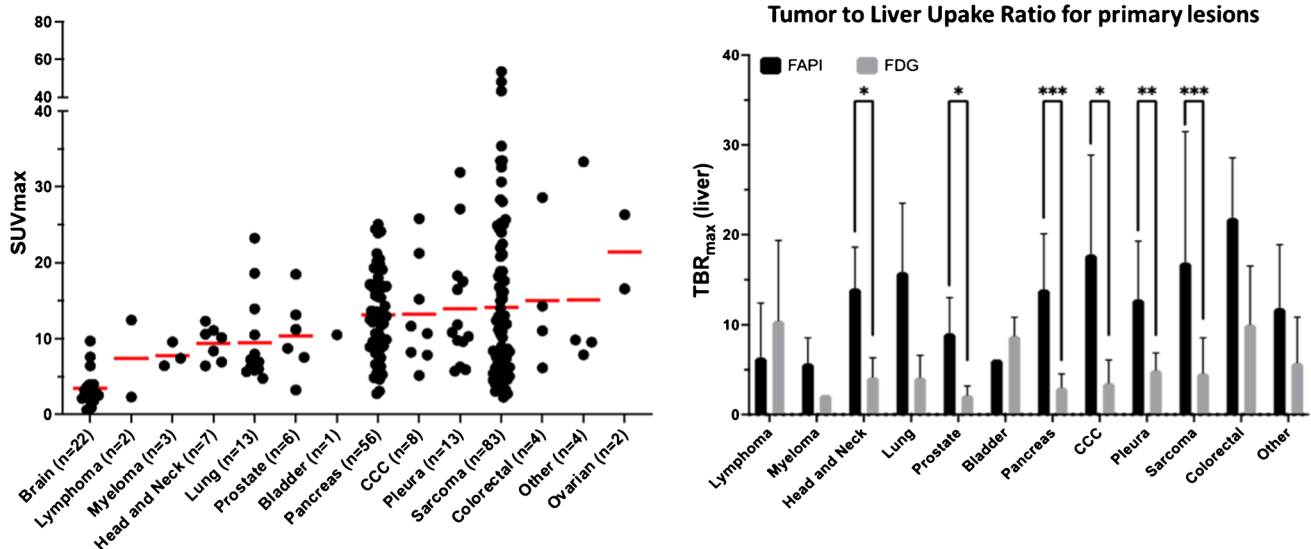 80
60
40
40
30
20
10
0
SUVmax
Brain (n=22)
Lymphoma (n=2)
Myeloma (n=3)
Head and Neck (n=7)
Lung (n=13)
Prostate (n=6)
Bladder (n=1)
Pancreas (n=56)
CCC (n=8)
Pleura (n=13)
Sarcoma (n=83)
Colorectal (n=4)
Other (n=4)
Ovarian (n=2)
Tumor to Liver Upake Ratio for primary lesions
FAPI
FDG
40
30
20
10
0
TBRmax (liver)
*
*
***
*
**
***
Lymphoma
Myeloma
Head and Neck
Lung
Prostate
Bladder
Pancreas
CCC
Pleura
Sarcoma
Colorectal
Other